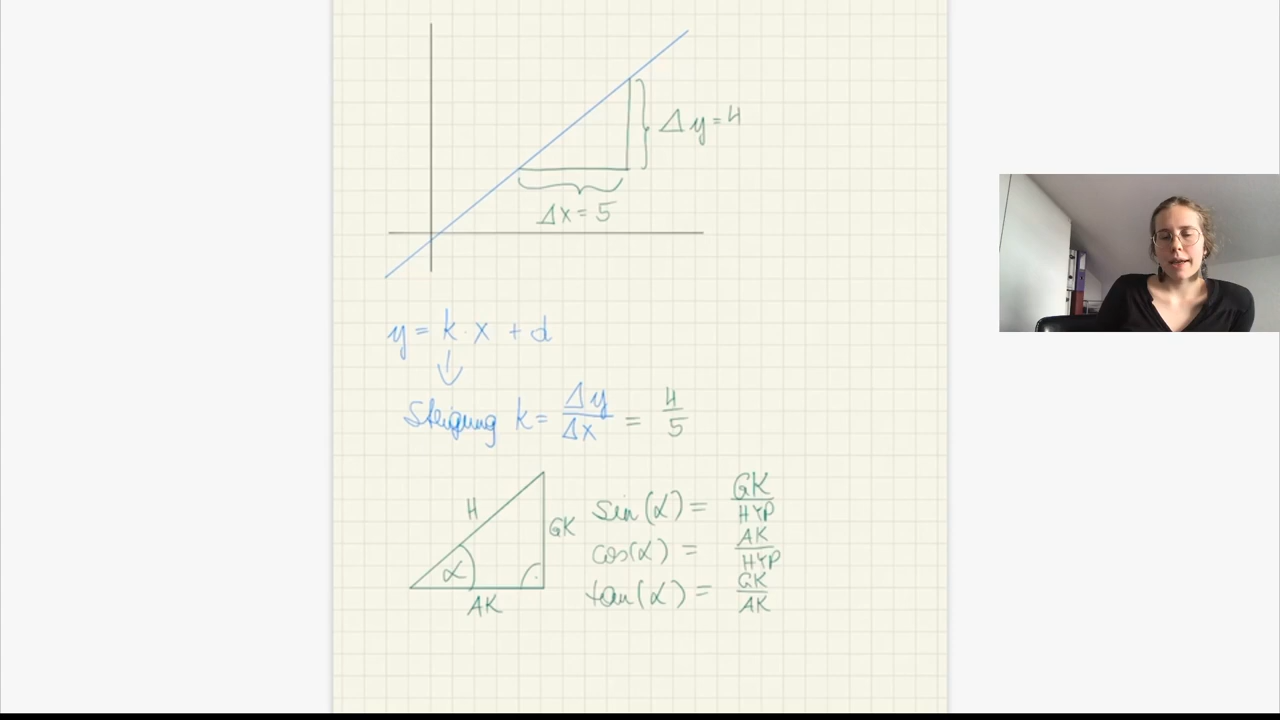 Δy = 4
Δx = 5
y = k · x + d
↓
Steigung k = Δy/Δx = 4/5
H
GK
α
AK
sin(α) = GK/HYP
cos(α) = AK/HYP
tan(α) = GK/AK